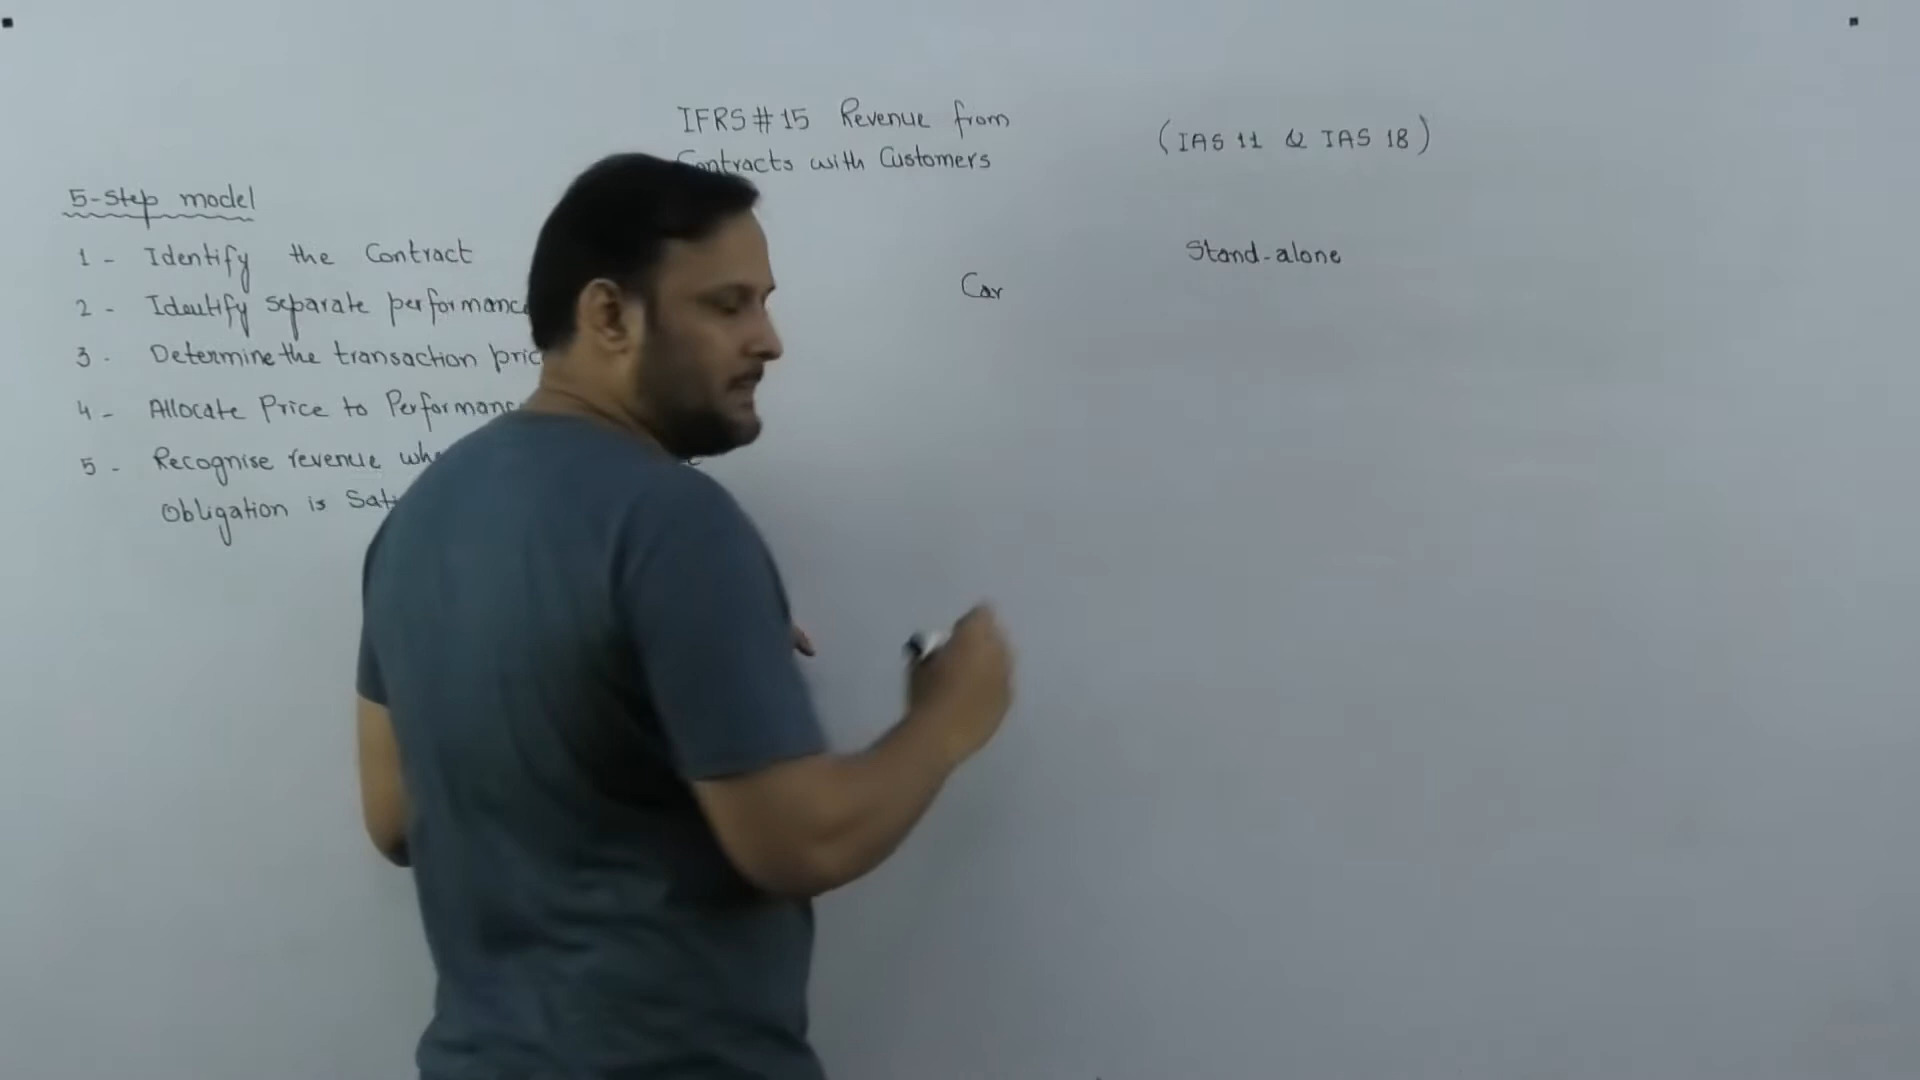 IFRS # 15 Revenue from
Contracts with Customers
(IAS 11 & IAS 18)
5-Step model
1 - Identify the Contract
2 - Identify separate performance
3 - Determine the transaction
4 - Allocate Price to
5 - Recognise revenue
Obligation is
Stand-alone
Car